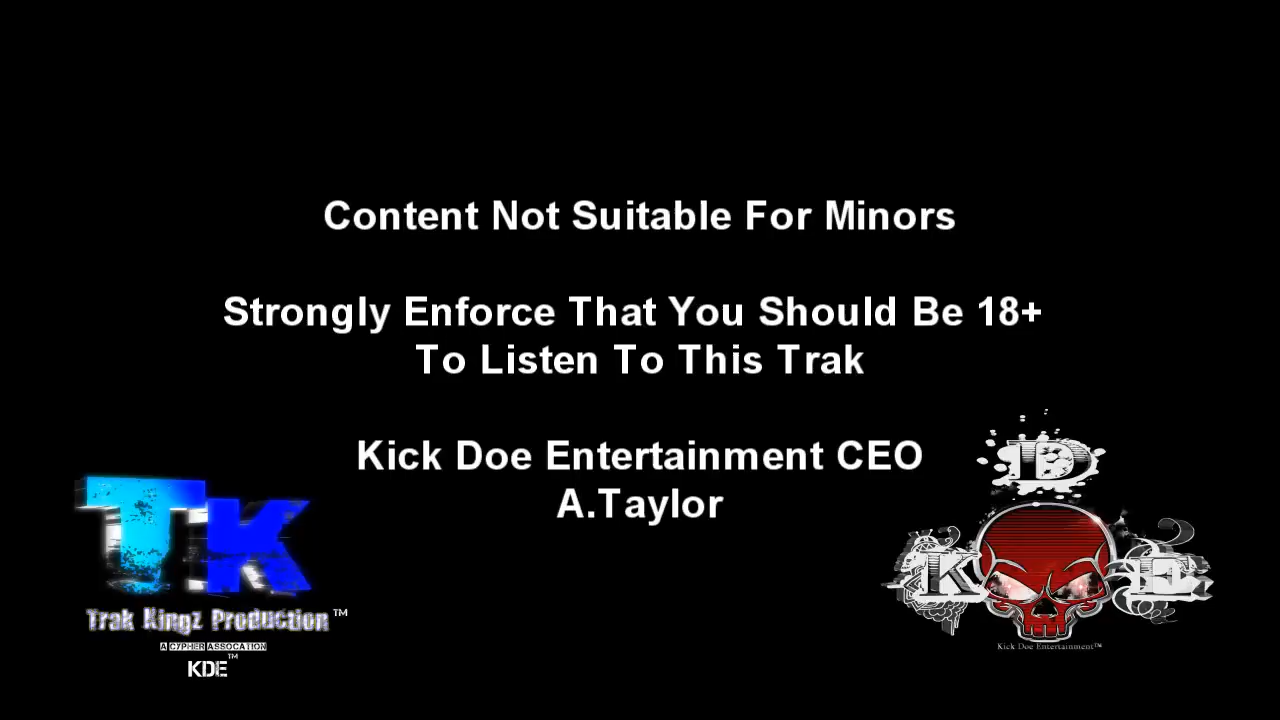 Content Not Suitable For Minors
Strongly Enforce That You Should Be 18+
To Listen To This Trak
Kick Doe Entertainment CEO
A.Taylor
TK
Trak Kingz Production™
A CYPHER ASSOCATION
KDE™
D
K E
Kick Doe Entertainment™